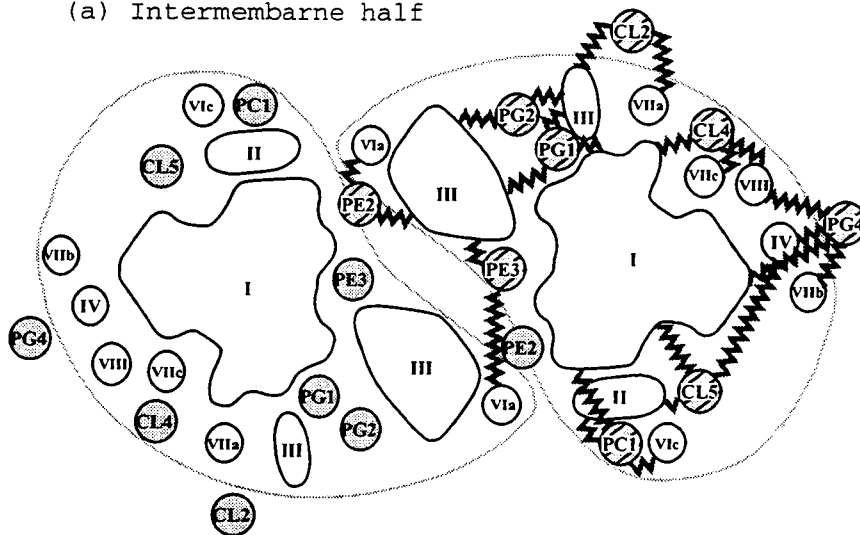 (a) Intermembarne half
CL2
VIc
PC1
III
VIIa
PG2
CL4
II
VIa
PG1
CL5
III
VIIc
VIII
PE2
PG4
IV
VIIb
I
PE3
I
PE3
VIIb
IV
PG4
PE2
VIII
VIIc
III
PG1
II
CL5
VIa
CL4
PG2
VIIa
III
PC1
VIc
CL2